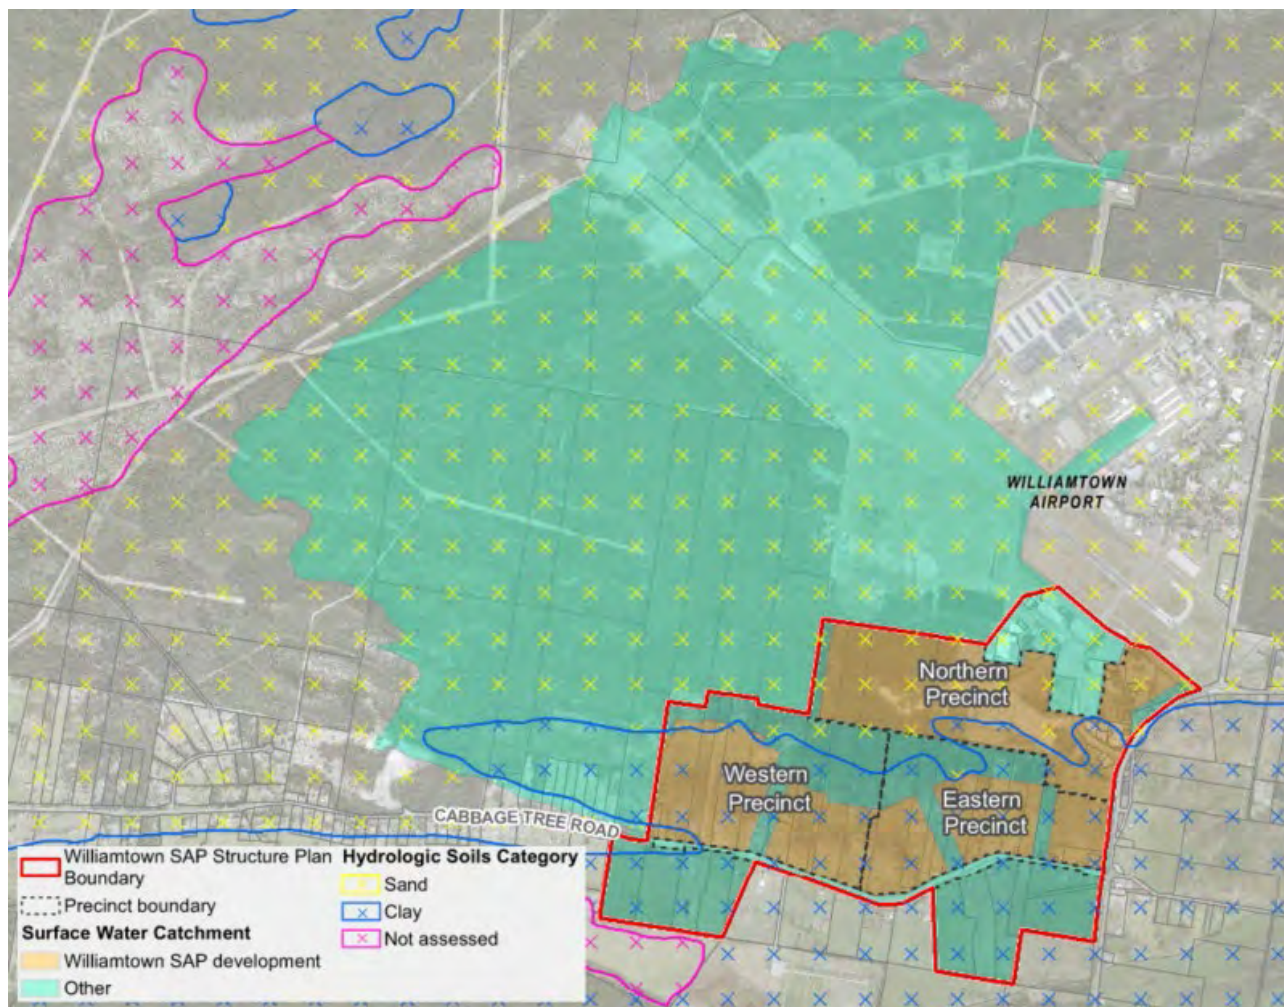 WILLIAMTOWN
AIRPORT
Northern
Precinct
Western
Precinct
Eastern
Precinct
CABBAGE TREE ROAD
Williamtown SAP Structure Plan
Boundary
Precinct boundary
Surface Water Catchment
Williamtown SAP development
Other
Hydrologic Soils Category
Sand
Clay
Not assessed